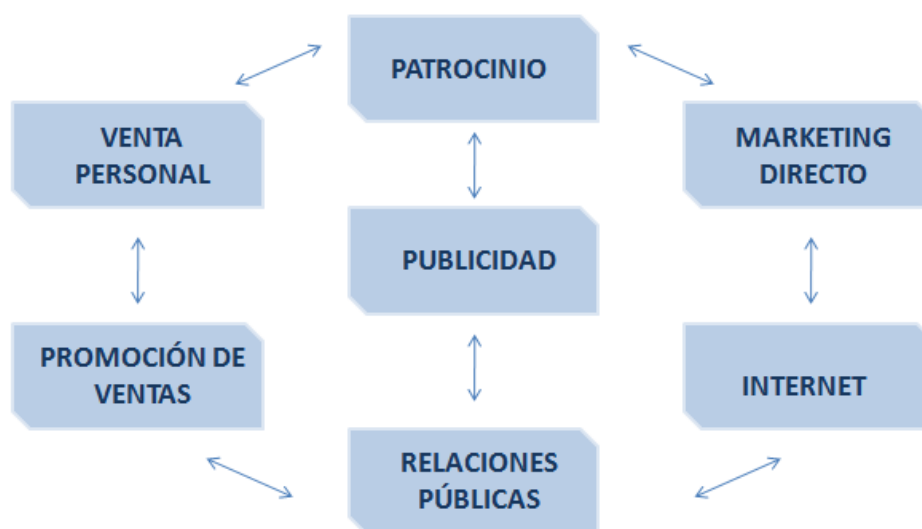 PATROCINIO
VENTA
PERSONAL
MARKETING
DIRECTO
PUBLICIDAD
PROMOCIÓN DE
VENTAS
INTERNET
RELACIONES
PÚBLICAS